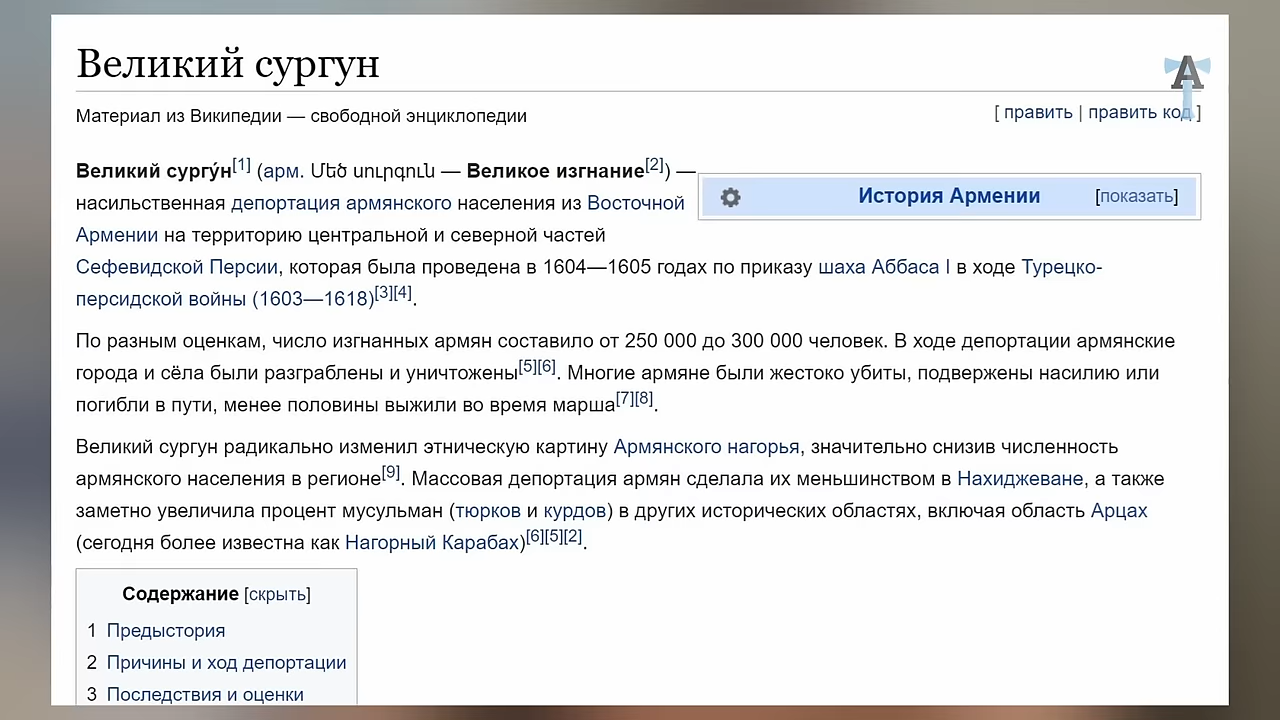 Великий сургун
Материал из Википедии — свободной энциклопедии
[ править | править код ]
Великий сургу́н[1] (арм. Մեծ սուրգուն — Великое изгнание[2]) —
насильственная депортация армянского населения из Восточной
Армении на территорию центральной и северной частей
Сефевидской Персии, которая была проведена в 1604—1605 годах по приказу шаха Аббаса I в ходе Турецко-
персидской войны (1603—1618)[3][4].
История Армении [показать]
По разным оценкам, число изгнанных армян составило от 250 000 до 300 000 человек. В ходе депортации армянские
города и сёла были разграблены и уничтожены[5][6]. Многие армяне были жестоко убиты, подвержены насилию или
погибли в пути, менее половины выжили во время марша[7][8].
Великий сургун радикально изменил этническую картину Армянского нагорья, значительно снизив численность
армянского населения в регионе[9]. Массовая депортация армян сделала их меньшинством в Нахиджеване, а также
заметно увеличила процент мусульман (тюрков и курдов) в других исторических областях, включая область Арцах
(сегодня более известна как Нагорный Карабах)[6][5][2].
Содержание [скрыть]
1 Предыстория
2 Причины и ход депортации
3 Последствия и оценки